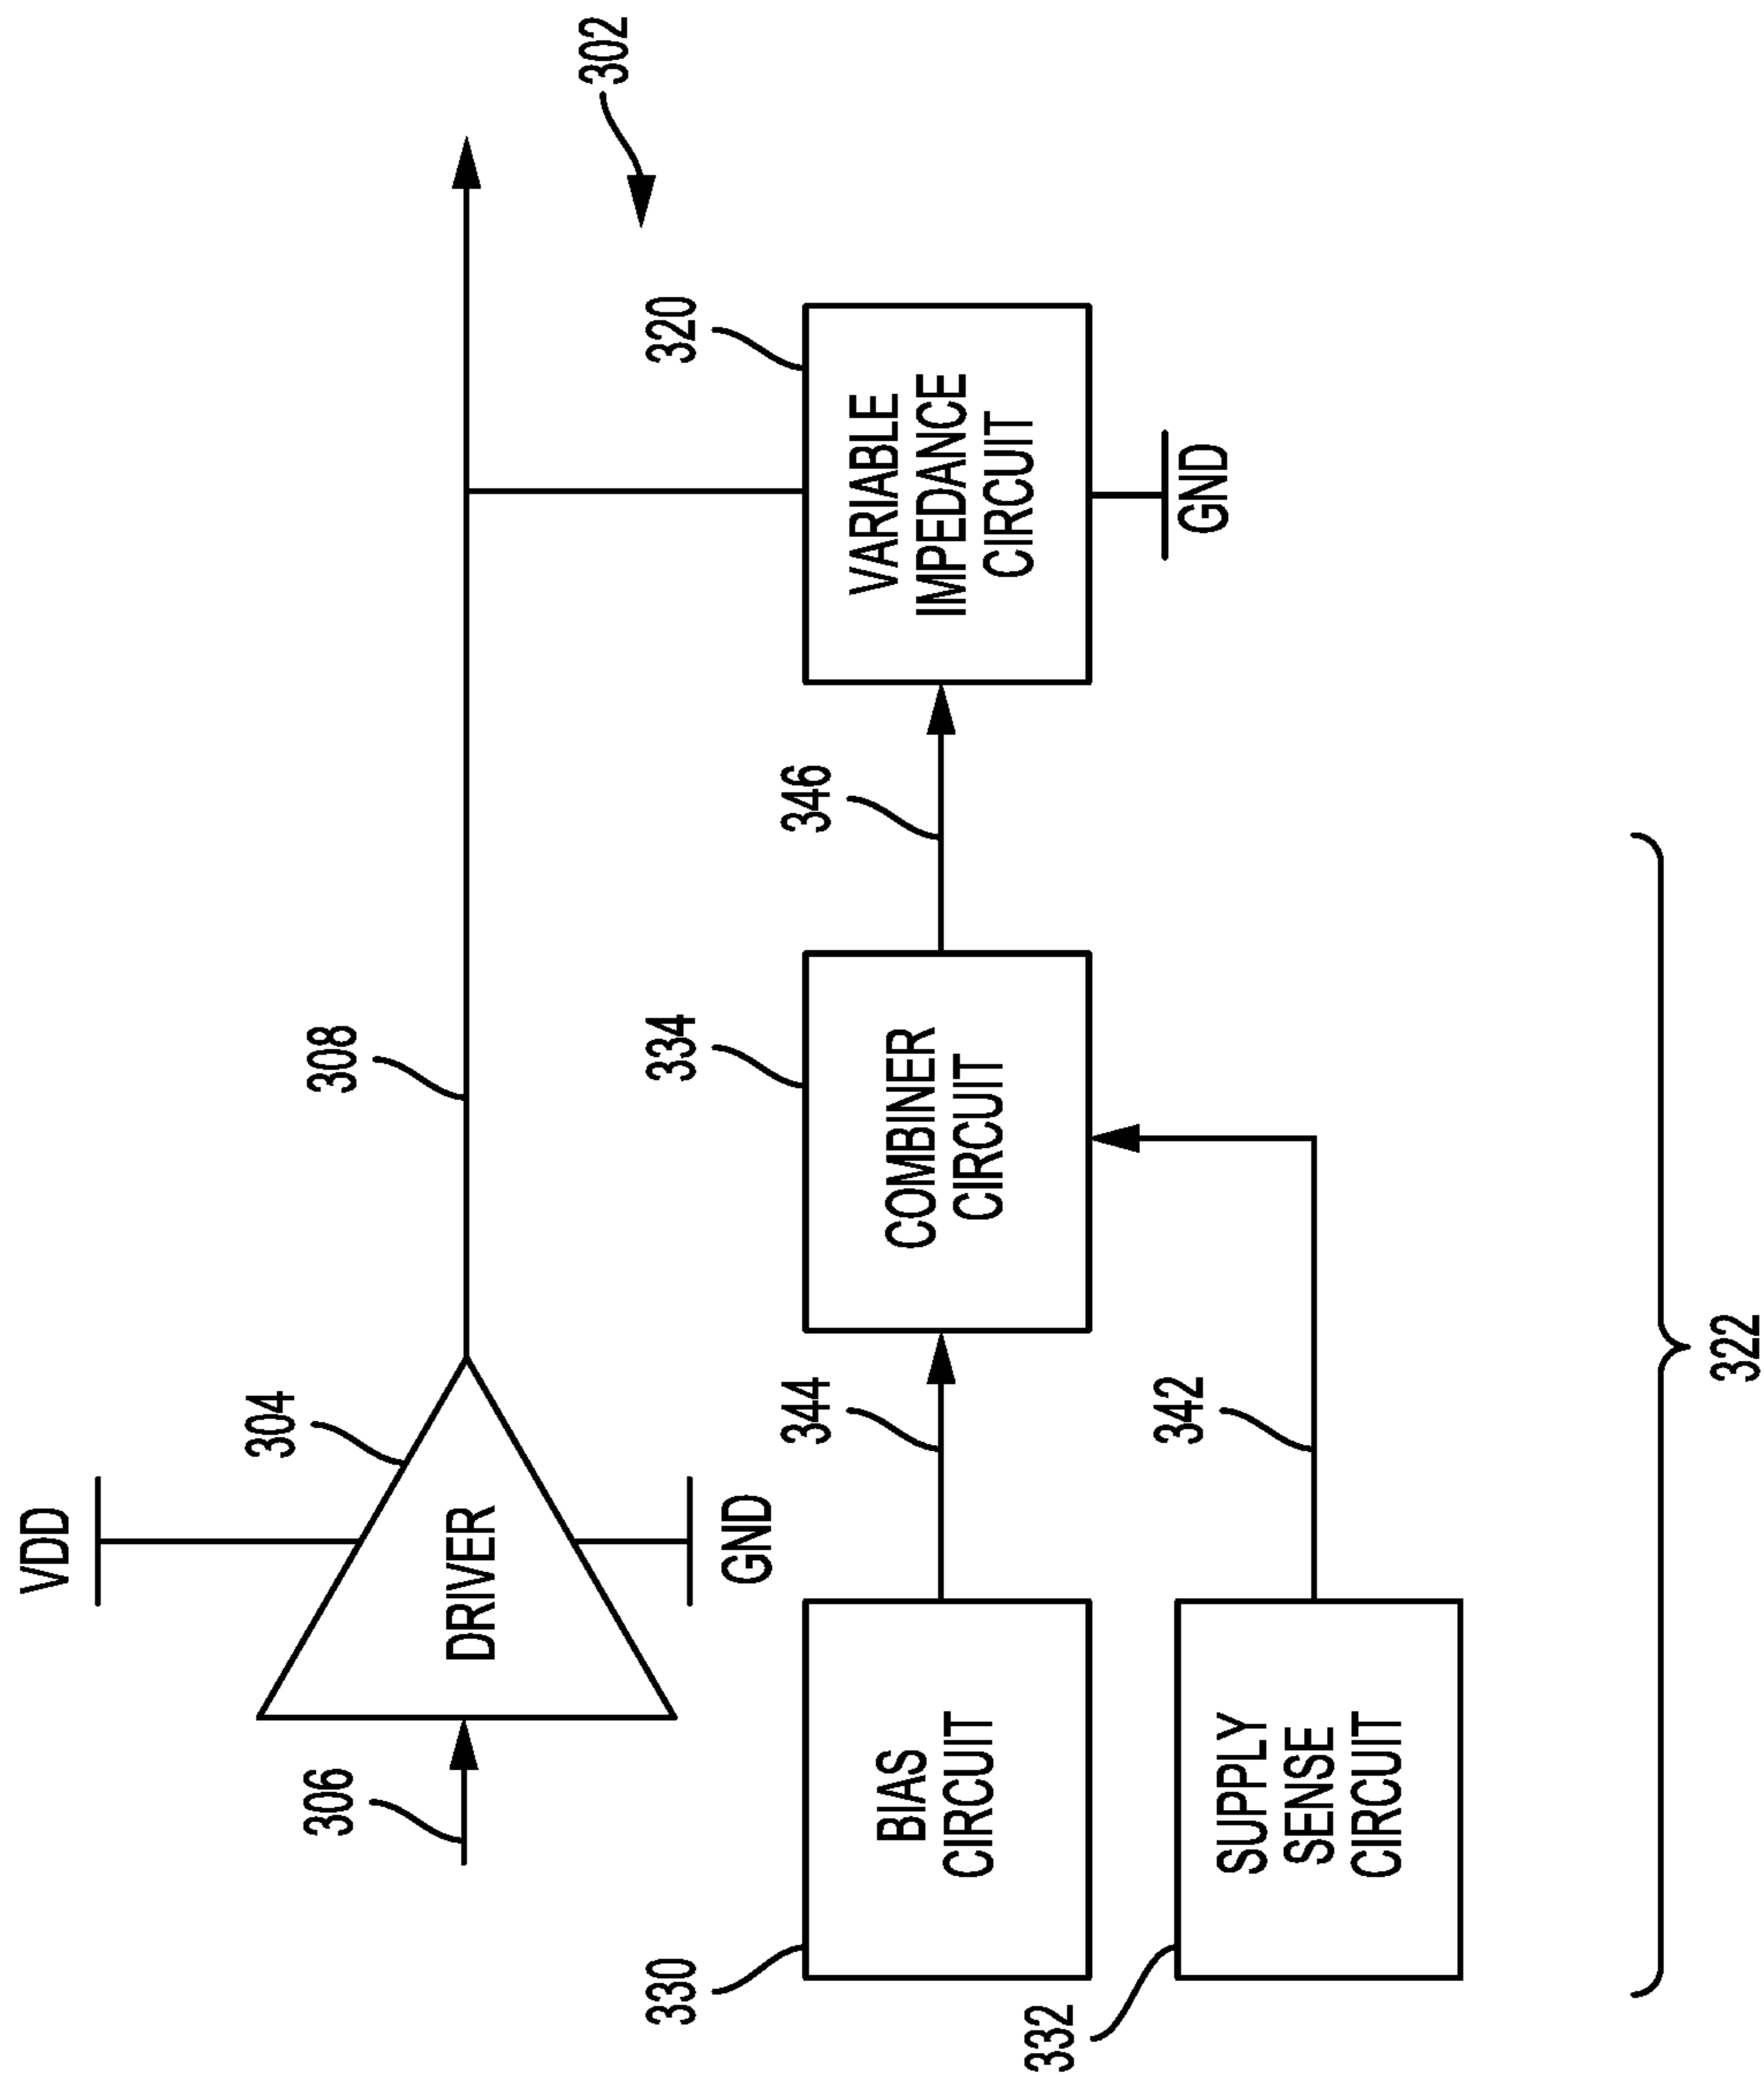 302
VDD
304
308
306
DRIVER
GND
320
VARIABLE
IMPEDANCE
CIRCUIT
GND
346
334
COMBINER
CIRCUIT
344
342
330
BIAS
CIRCUIT
332
SUPPLY
SENSE
CIRCUIT
322